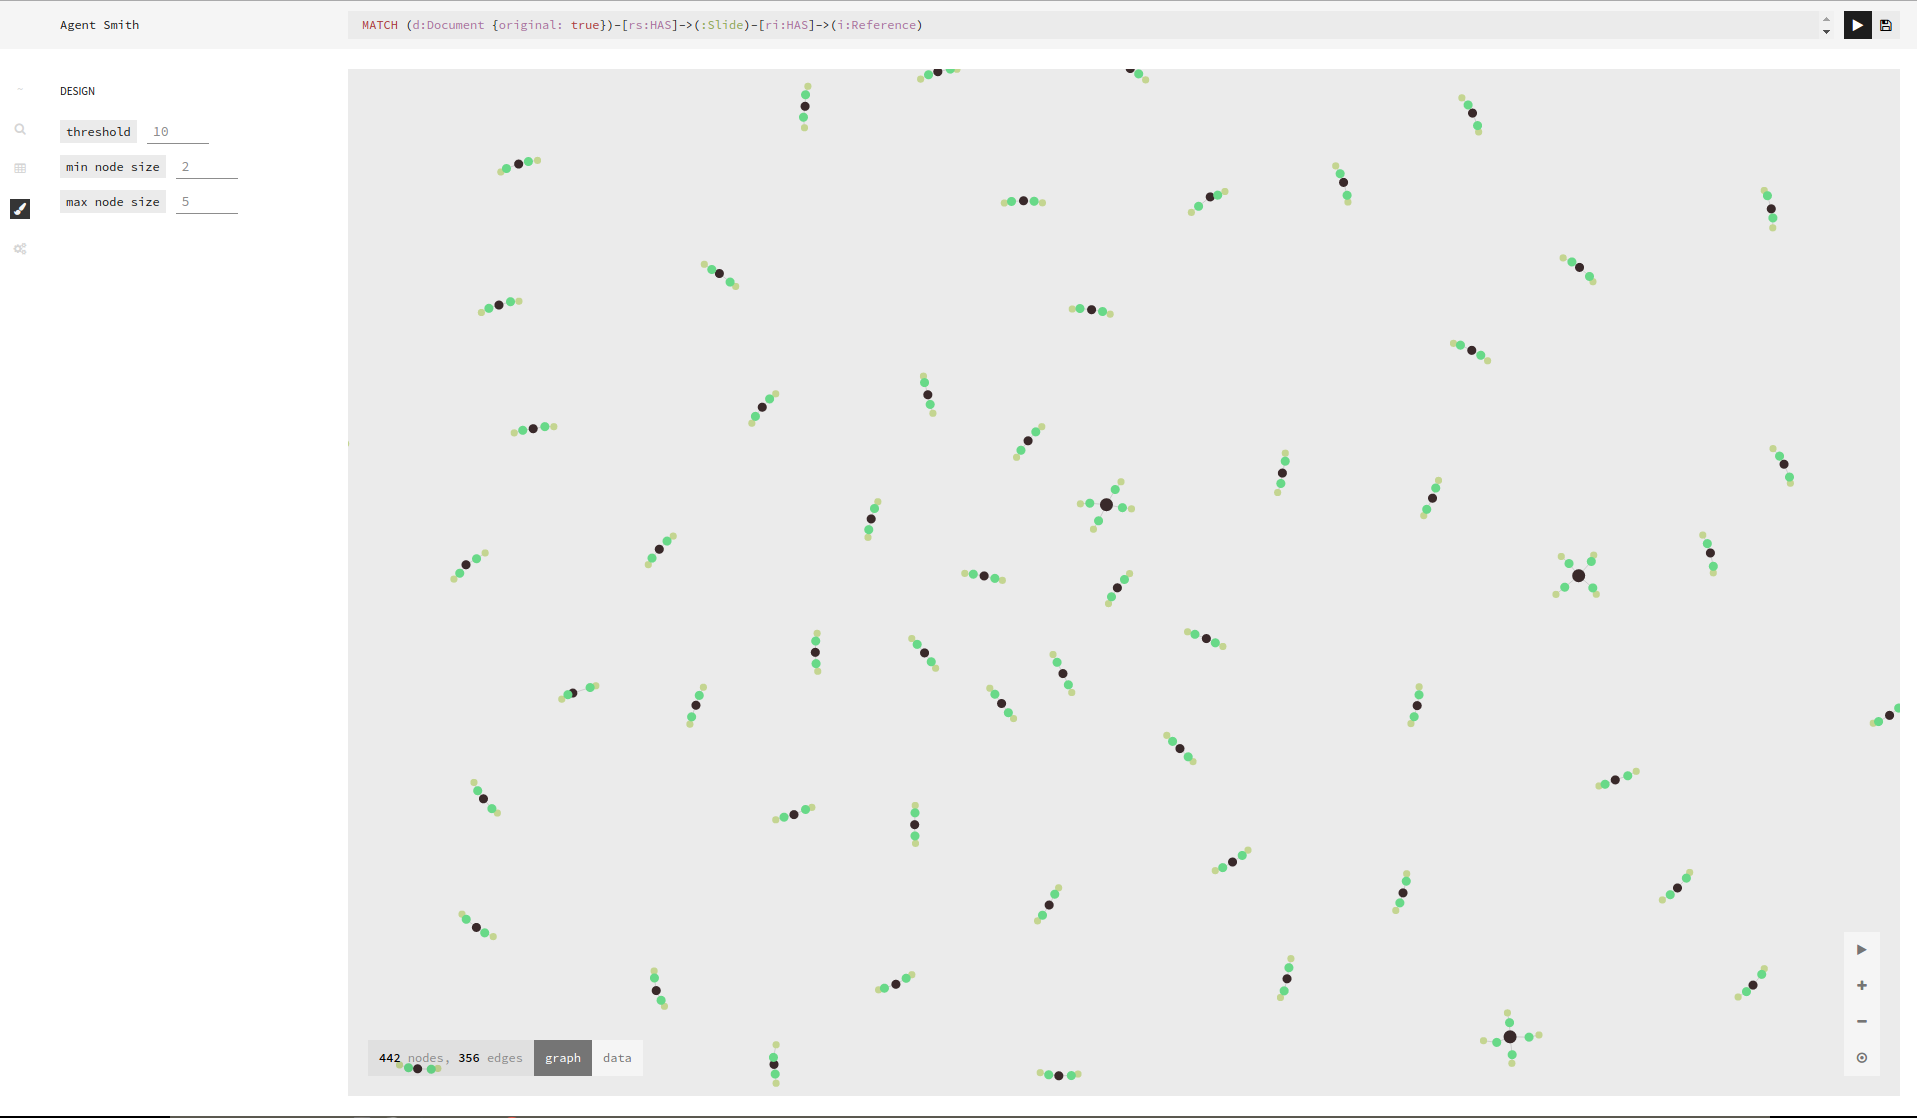 Agent Smith
MATCH (d:Document {original: true})-[rs:HAS]->(:Slide)-[ri:HAS]->(i:Reference)
DESIGN
threshold 10
min node size 2
max node size 5
442 nodes, 356 edges graph data